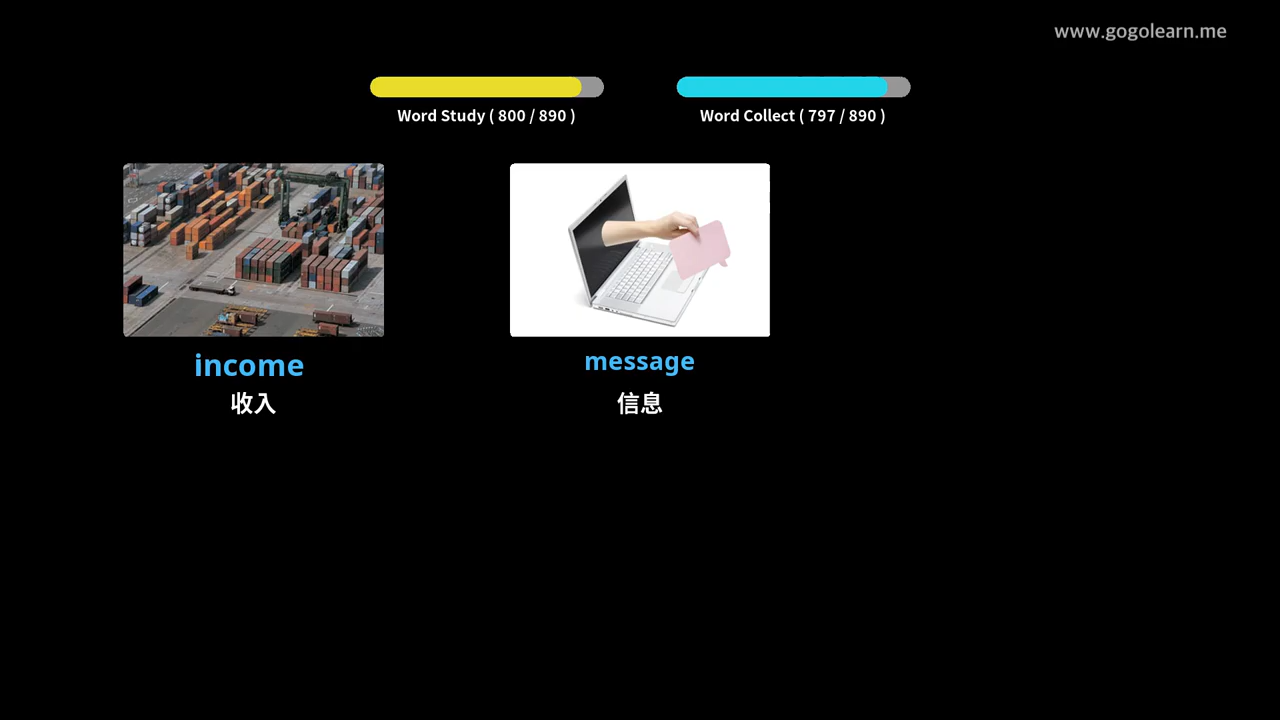 www.gogolearn.me
Word Study ( 800 / 890 )
Word Collect ( 797 / 890 )
income
收入
message
信息